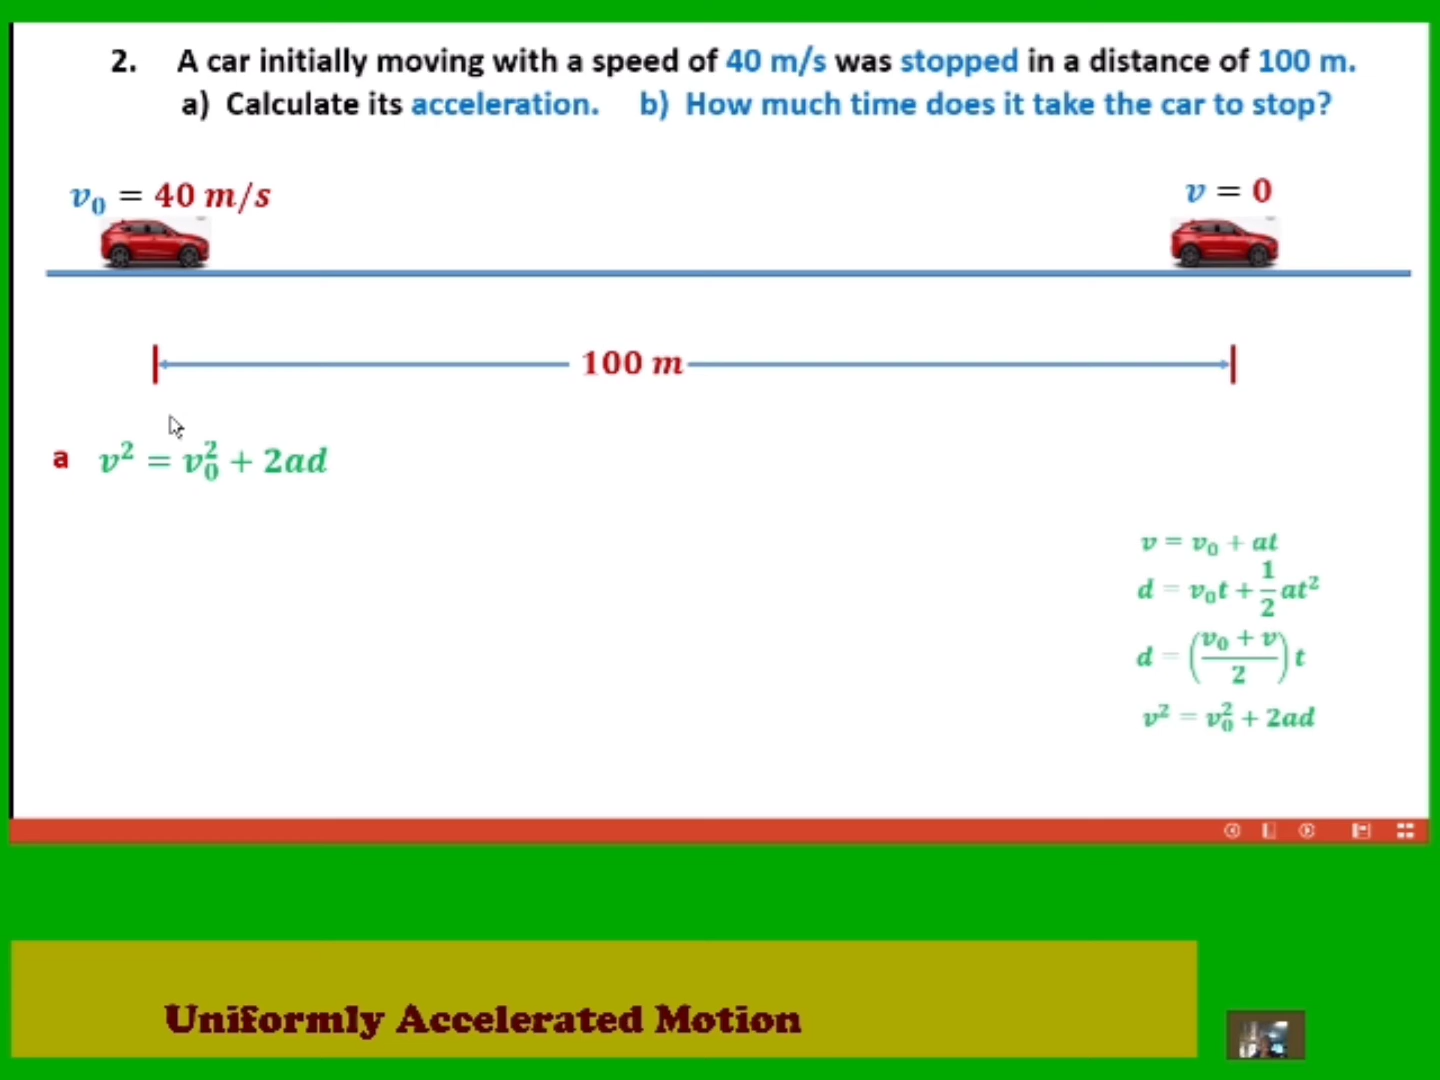 2. A car initially moving with a speed of 40 m/s was stopped in a distance of 100 m.
a) Calculate its acceleration. b) How much time does it take the car to stop?
v₀ = 40 m/s
v = 0
100 m
a v² = v₀² + 2ad
v = v₀ + at
d = v₀t + 1/2 at²
d = ((v₀ + v)/2) t
v² = v₀² + 2ad
Uniformly Accelerated Motion